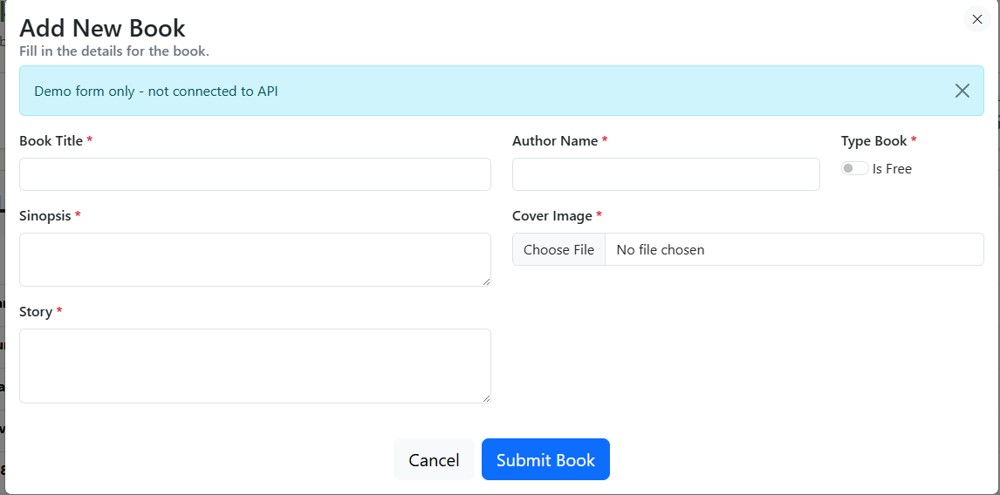 Add New Book
Fill in the details for the book.
Demo form only - not connected to API
Book Title *
Author Name *
Type Book *
Is Free
Sinopsis *
Cover Image *
Choose File No file chosen
Story *
Cancel
Submit Book